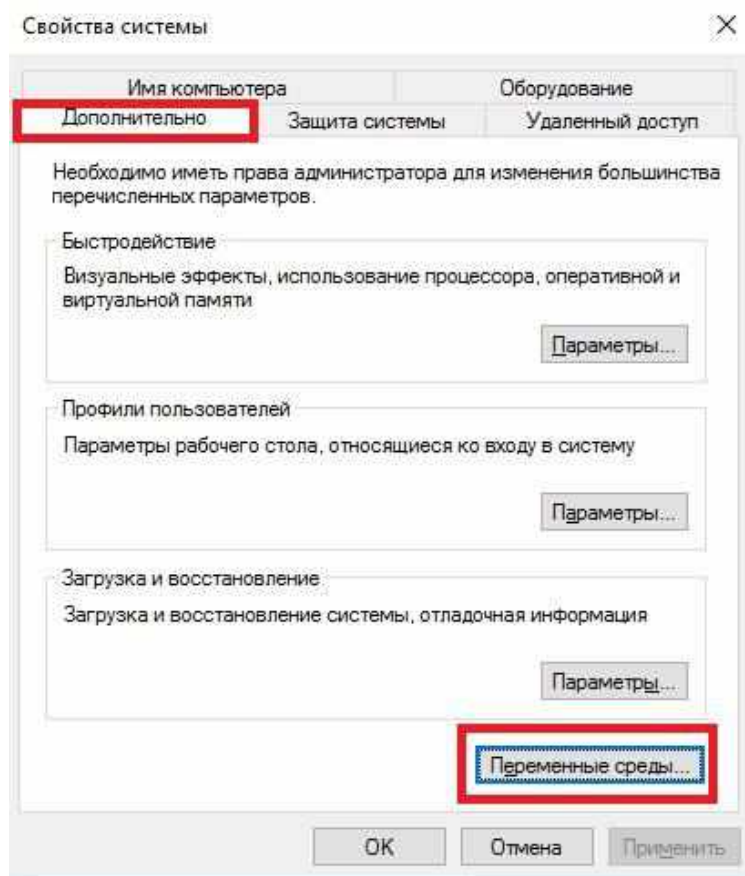 Свойства системы
Имя компьютера
Оборудование
Дополнительно
Защита системы
Удаленный доступ
Необходимо иметь права администратора для изменения большинства
перечисленных параметров.
Быстродействие
Визуальные эффекты, использование процессора, оперативной и
виртуальной памяти
Параметры...
Профили пользователей
Параметры рабочего стола, относящиеся ко входу в систему
Параметры...
Загрузка и восстановление
Загрузка и восстановление системы, отладочная информация
Параметры...
Переменные среды...
ОК
Отмена
Применить